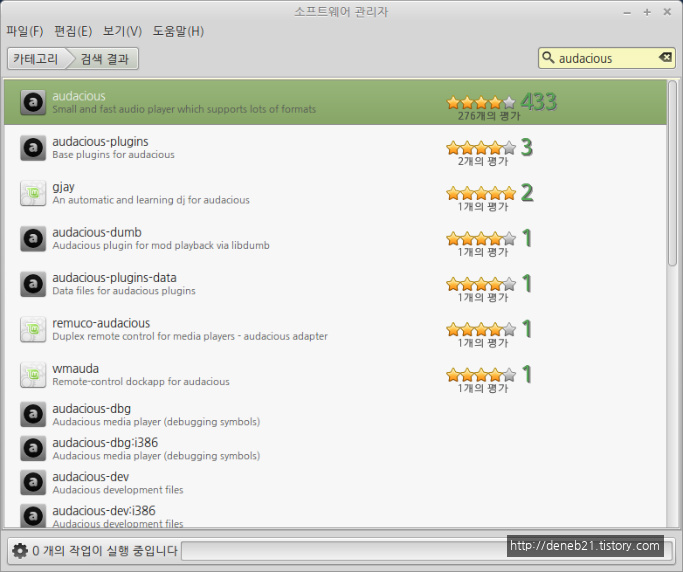 소프트웨어 관리자
파일(F) 편집(E) 보기(V) 도움말(H)
카테고리 검색 결과 audacious
audacious 433
Small and fast audio player which supports lots of formats
276개의 평가
audacious-plugins 3
Base plugins for audacious
2개의 평가
gjay 2
An automatic and learning dj for audacious
1개의 평가
audacious-dumb 1
Audacious plugin for mod playback via libdumb
1개의 평가
audacious-plugins-data 1
Data files for audacious plugins
1개의 평가
remuco-audacious 1
Duplex remote control for media players - audacious adapter
1개의 평가
wmauda 1
Remote-control dockapp for audacious
1개의 평가
audacious-dbg
Audacious media player (debugging symbols)
audacious-dbg:i386
Audacious media player (debugging symbols)
audacious-dev
Audacious development files
audacious-dev:i386
Audacious development files
0 개의 작업이 실행 중입니다
http://deneb21.tistory.com